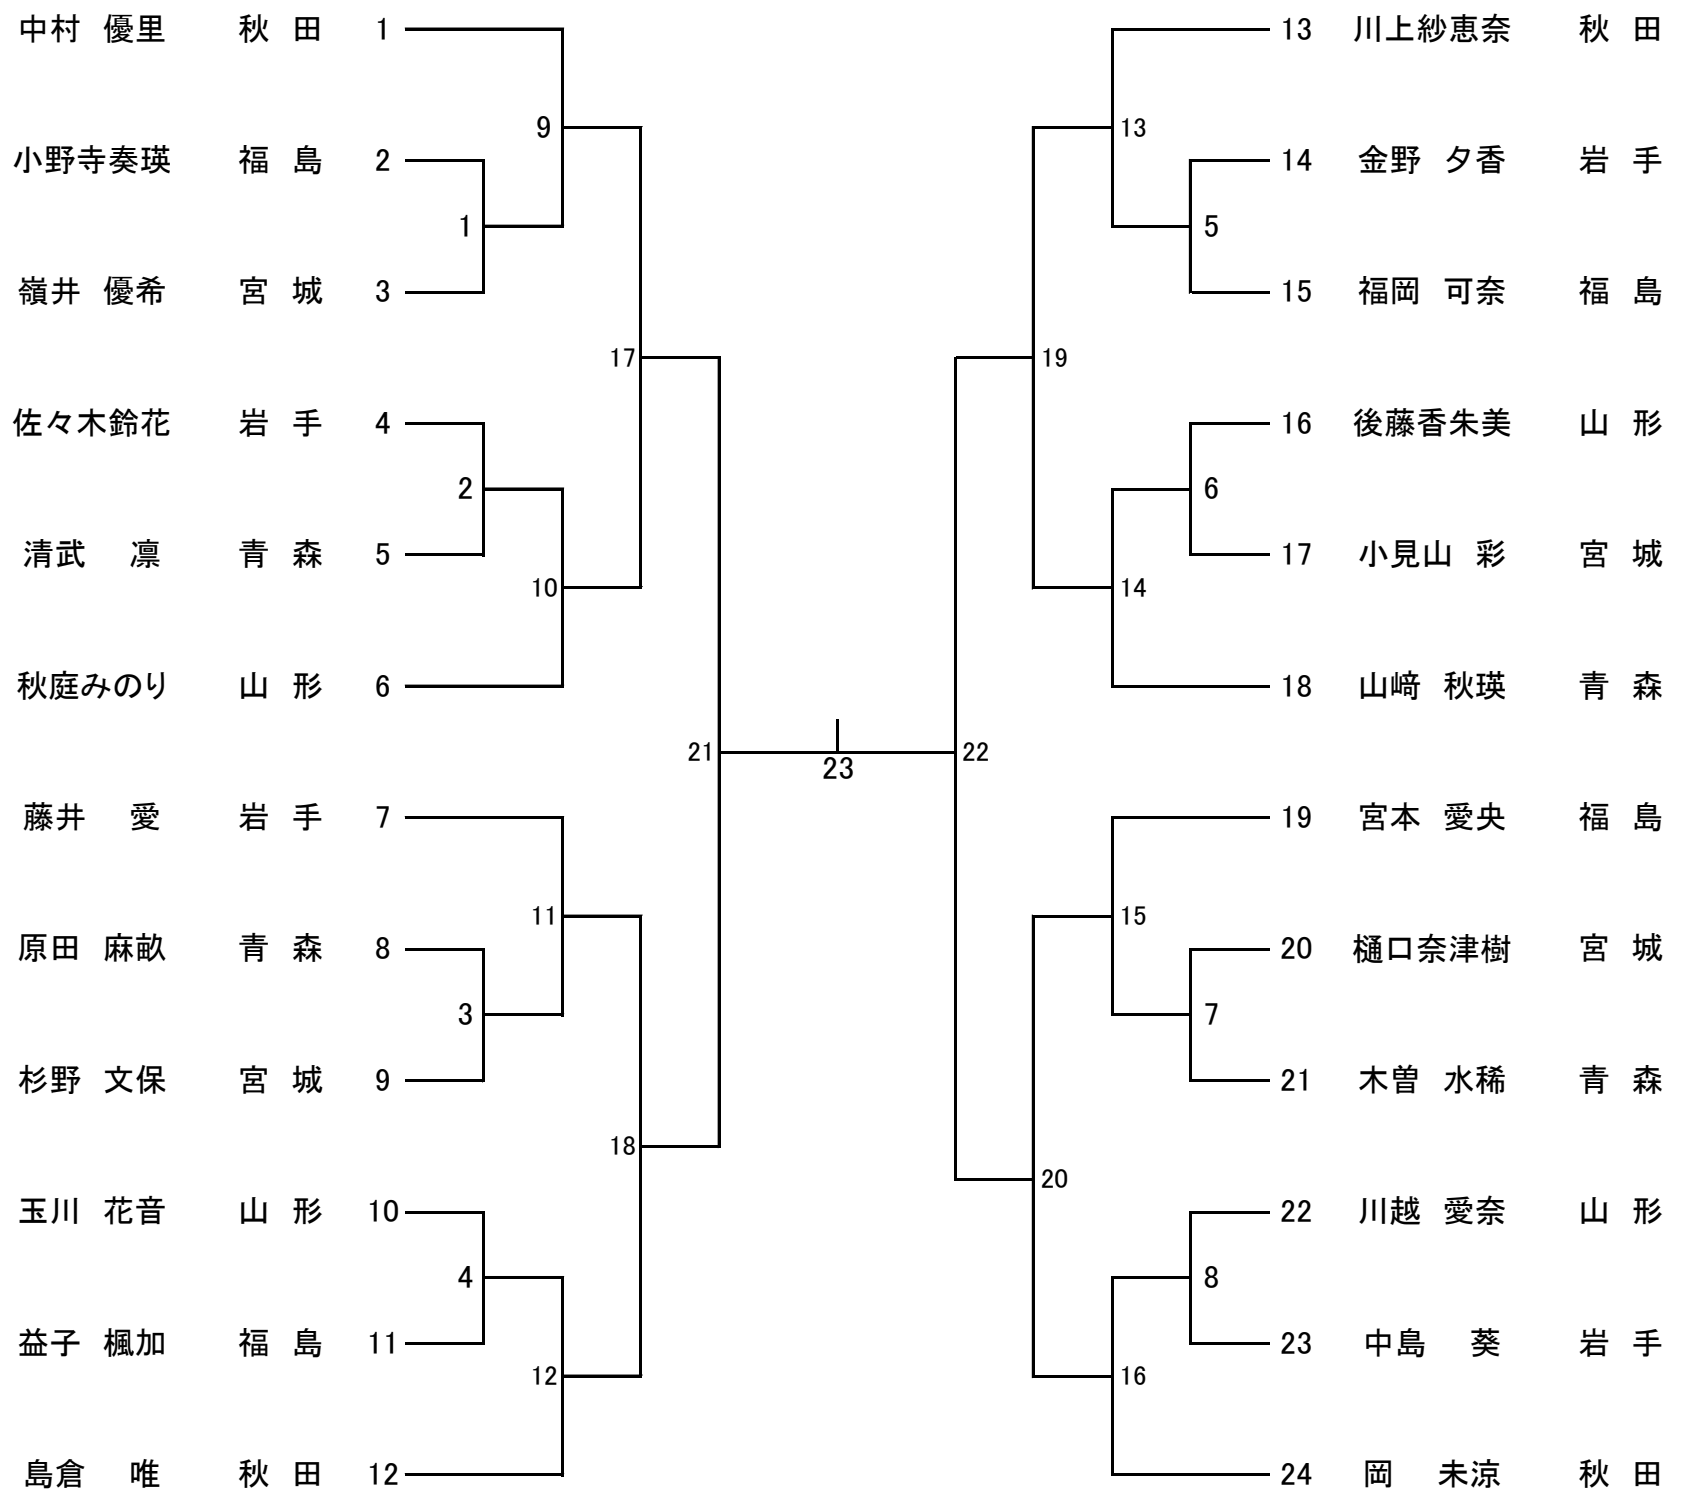 中村 優里 秋 田 1
13 川上紗恵奈 秋 田
9
13
小野寺奏瑛 福 島 2
14 金野 夕香 岩 手
1
5
嶺井 優希 宮 城 3
15 福岡 可奈 福 島
17
19
佐々木鈴花 岩 手 4
16 後藤香朱美 山 形
2
6
清武 凛 青 森 5
17 小見山 彩 宮 城
10
14
秋庭みのり 山 形 6
18 山﨑 秋瑛 青 森
21
23
22
藤井 愛 岩 手 7
19 宮本 愛央 福 島
11
15
原田 麻畝 青 森 8
20 樋口奈津樹 宮 城
3
7
杉野 文保 宮 城 9
21 木曽 水稀 青 森
18
20
玉川 花音 山 形 10
22 川越 愛奈 山 形
4
8
益子 楓加 福 島 11
23 中島 葵 岩 手
12
16
島倉 唯 秋 田 12
24 岡 未涼 秋 田